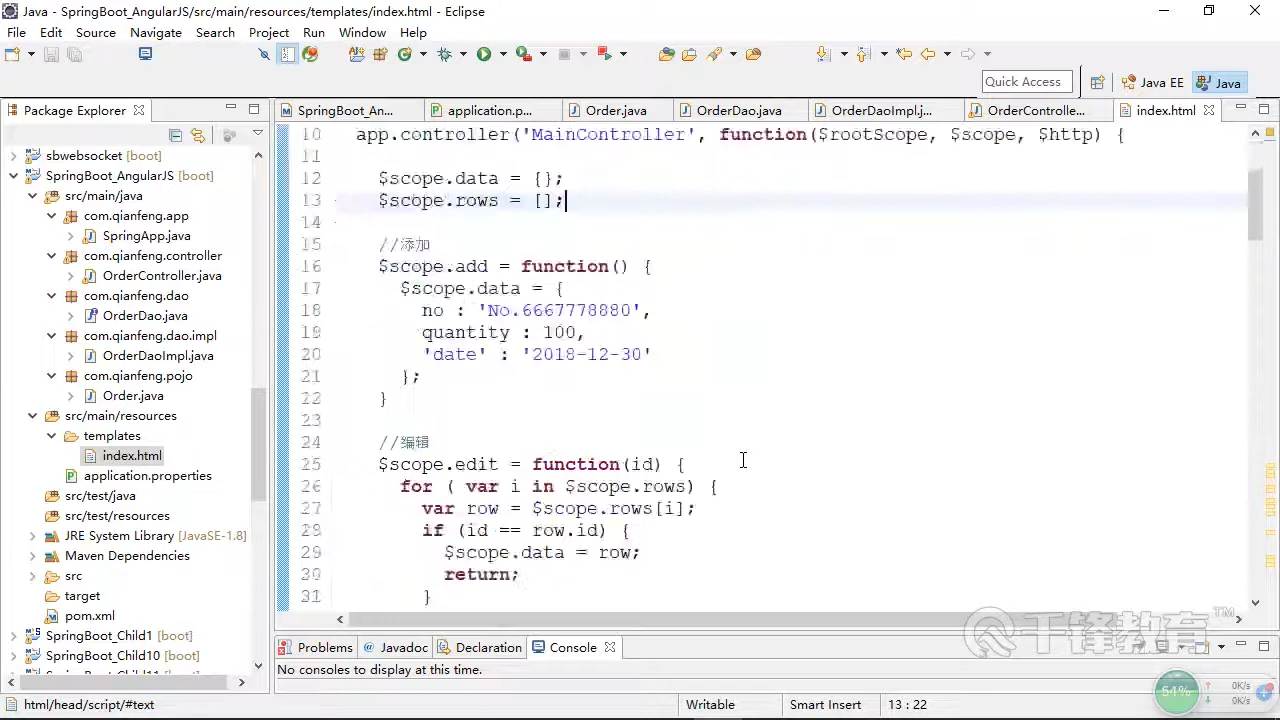 Java - SpringBoot_AngularJS/src/main/resources/templates/index.html - Eclipse
File Edit Source Navigate Search Project Run Window Help
Quick Access
Java EE
Java
Package Explorer
SpringBoot_An...
application.p...
Order.java
OrderDao.java
OrderDaoImpl.j...
OrderControlle...
index.html
sbwebsocket [boot]
SpringBoot_AngularJS [boot]
src/main/java
com.qianfeng.app
SpringApp.java
com.qianfeng.controller
OrderController.java
com.qianfeng.dao
OrderDao.java
com.qianfeng.dao.impl
OrderDaoImpl.java
com.qianfeng.pojo
Order.java
src/main/resources
templates
index.html
application.properties
src/test/java
src/test/resources
JRE System Library [JavaSE-1.8]
Maven Dependencies
src
target
pom.xml
SpringBoot_Child1 [boot]
SpringBoot_Child10 [boot]
10 app.controller('MainController', function($rootScope, $scope, $http) {
11
12 $scope.data = {};
13 $scope.rows = [];
14
15 //添加
16 $scope.add = function() {
17 $scope.data = {
18 no : 'No.6667778880',
19 quantity : 100,
20 'date' : '2018-12-30'
21 };
22 }
23
24 //编辑
25 $scope.edit = function(id) {
26 for ( var i in $scope.rows) {
27 var row = $scope.rows[i];
28 if (id == row.id) {
29 $scope.data = row;
30 return;
31 }
千锋教育™
Problems @ Javadoc Declaration Console
No consoles to display at this time.
html/head/script/#text
Writable
Smart Insert
13 : 22
54%
0K/s
0K/s